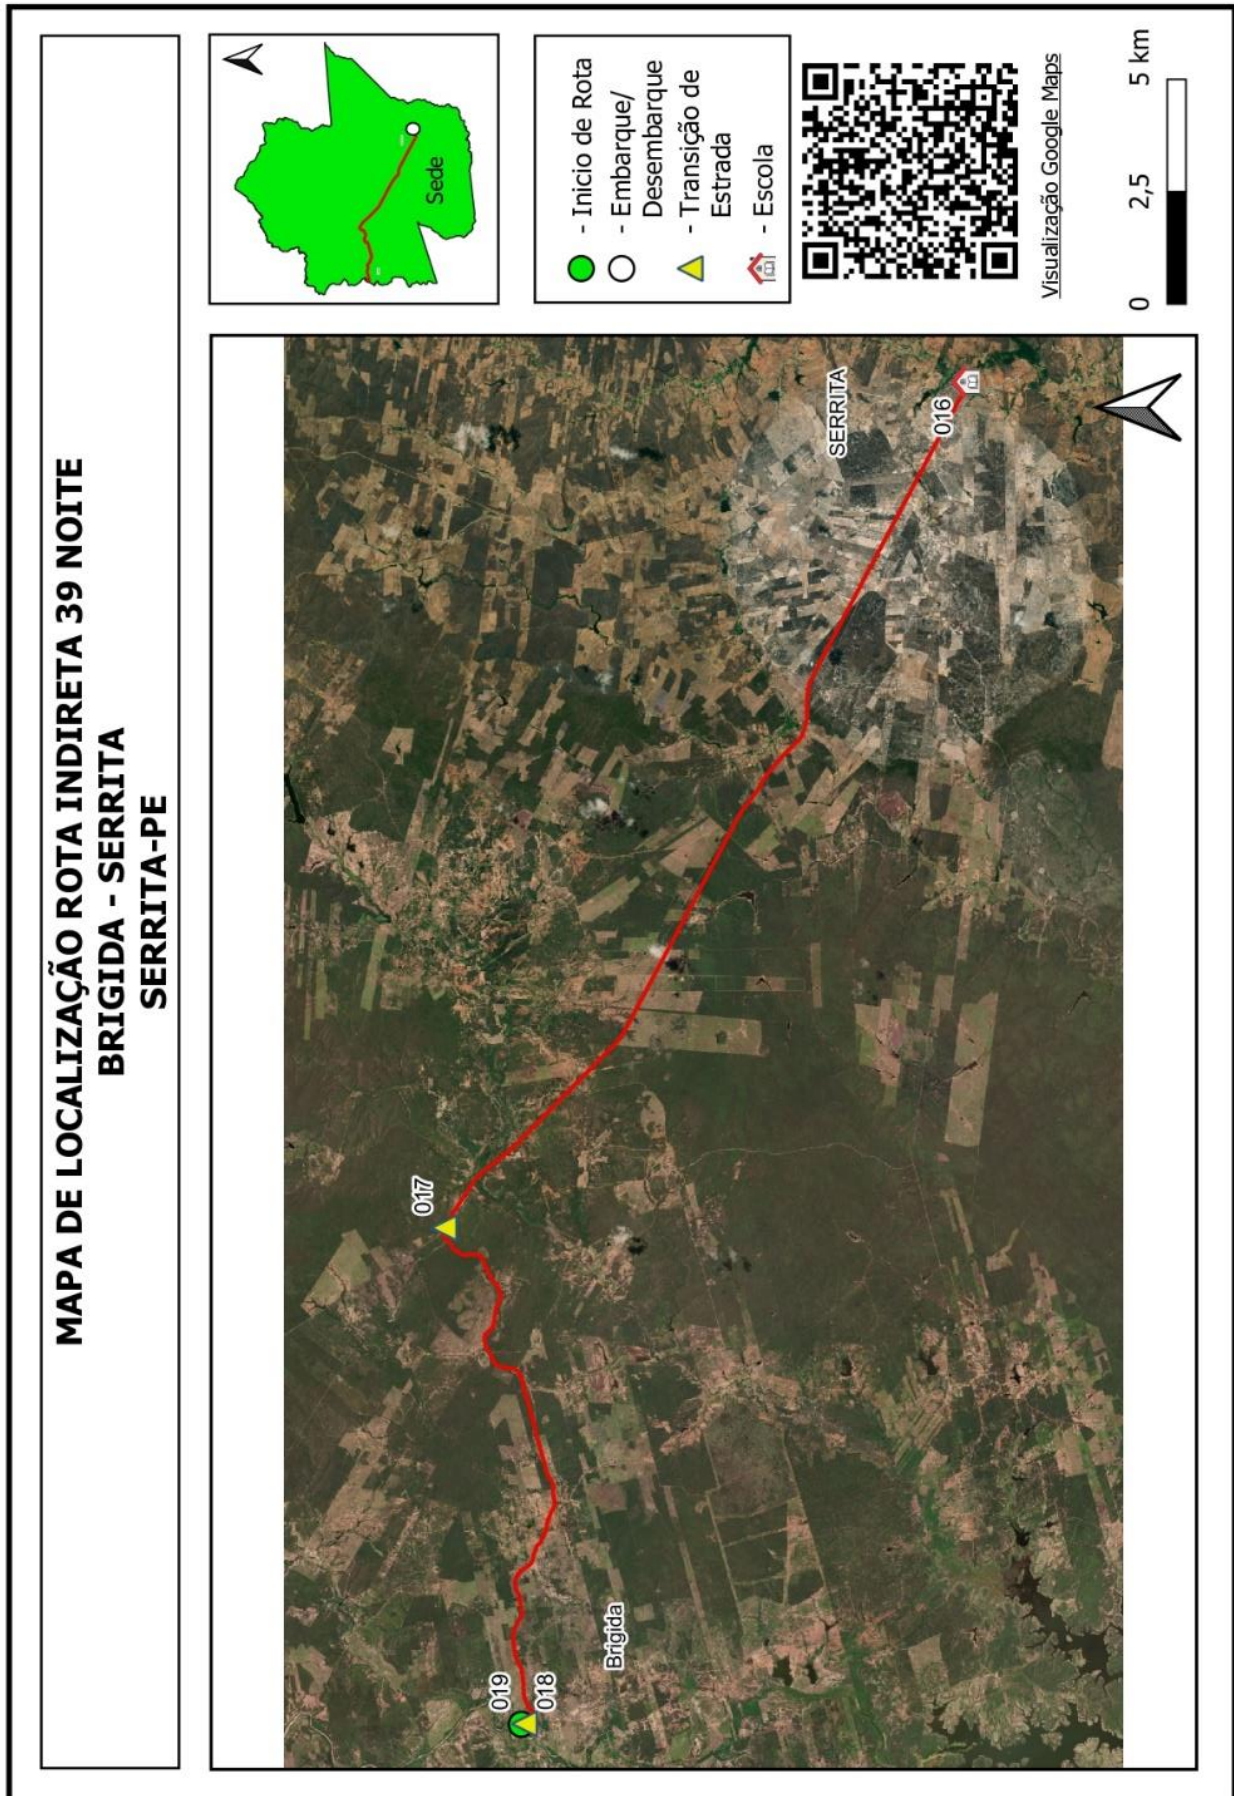 MAPA DE LOCALIZAÇÃO ROTA INDIRETA 39 NOITE
BRIGIDA - SERRITA
SERRITA-PE
019
018
Brigida
017
SERRITA
016
Sede
- Inicio de Rota
- Embarque/
Desembarque
- Transição de
Estrada
- Escola
Visualização Google Maps
0
2,5
5 km